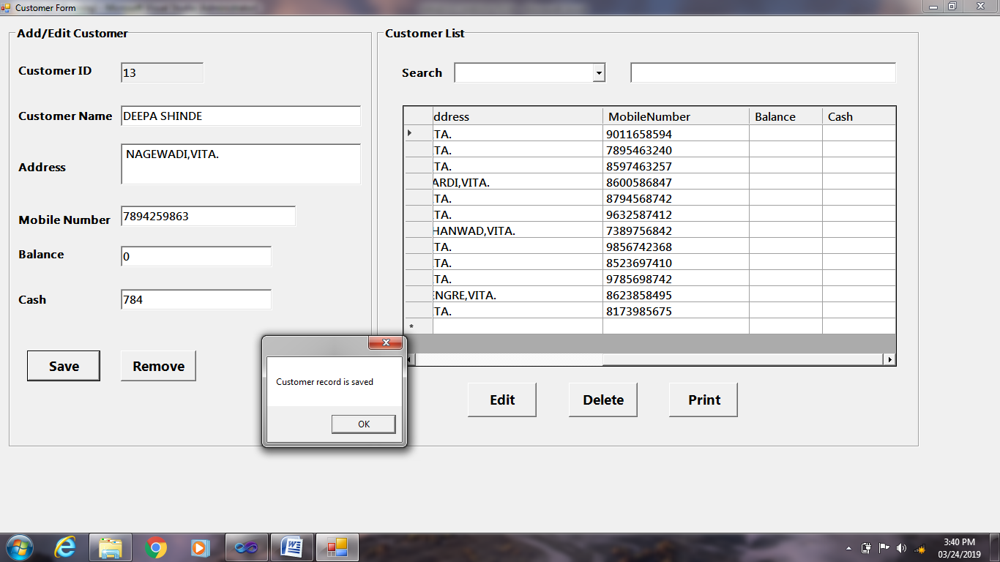 Customer Form
Add/Edit Customer
Customer ID
13
Customer Name
DEEPA SHINDE
Address
NAGEWADI,VITA.
Mobile Number
7894259863
Balance
0
Cash
784
Save
Remove
Customer record is saved
OK
Customer List
Search
ddress MobileNumber Balance Cash
TA. 9011658594
TA. 7895463240
TA. 8597463257
ARDI,VITA. 8600586847
TA. 8794568742
TA. 9632587412
HANWAD,VITA. 7389756842
TA. 9856742368
TA. 8523697410
TA. 9785698742
ENGRE,VITA. 8623858495
TA. 8173985675
*
Edit
Delete
Print
3:40 PM
03/24/2019